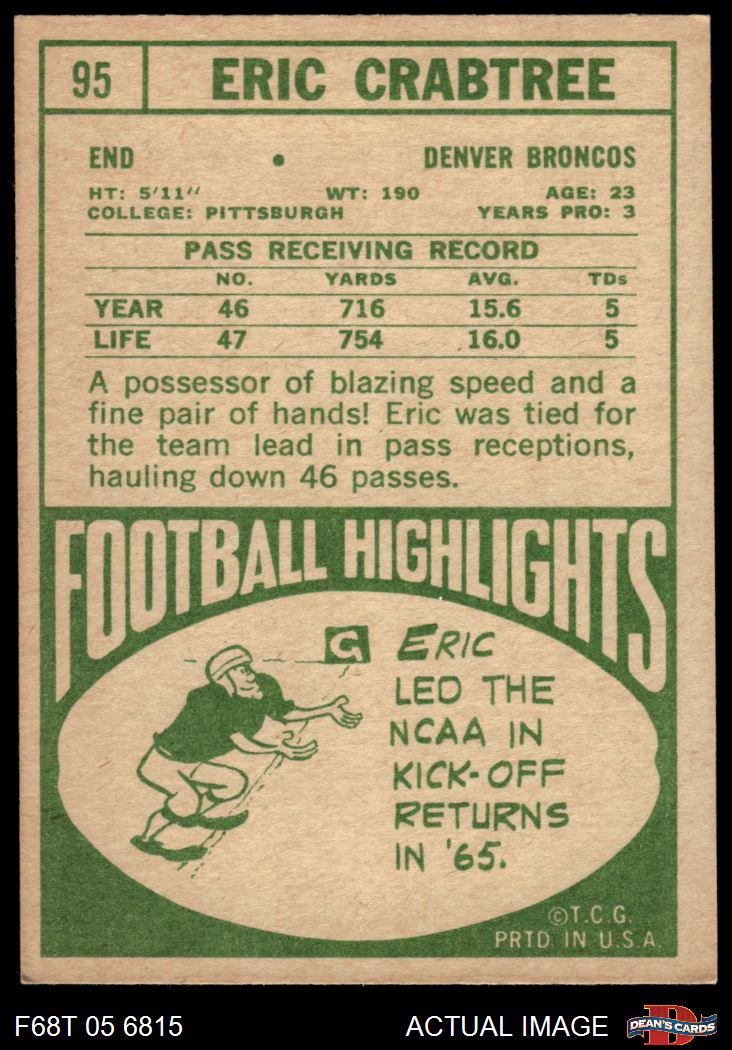 95 ERIC CRABTREE
END • DENVER BRONCOS
HT: 5'11" WT: 190 AGE: 23
COLLEGE: PITTSBURGH YEARS PRO: 3
PASS RECEIVING RECORD
NO. YARDS AVG. TDs
YEAR 46 716 15.6 5
LIFE 47 754 16.0 5
A possessor of blazing speed and a
fine pair of hands! Eric was tied for
the team lead in pass receptions,
hauling down 46 passes.
FOOTBALL HIGHLIGHTS
G
ERIC
LED THE
NCAA IN
KICK-OFF
RETURNS
IN '65.
©T.C.G.
PRTD IN U.S.A.
F68T 05 6815 ACTUAL IMAGE DEAN'S CARDS